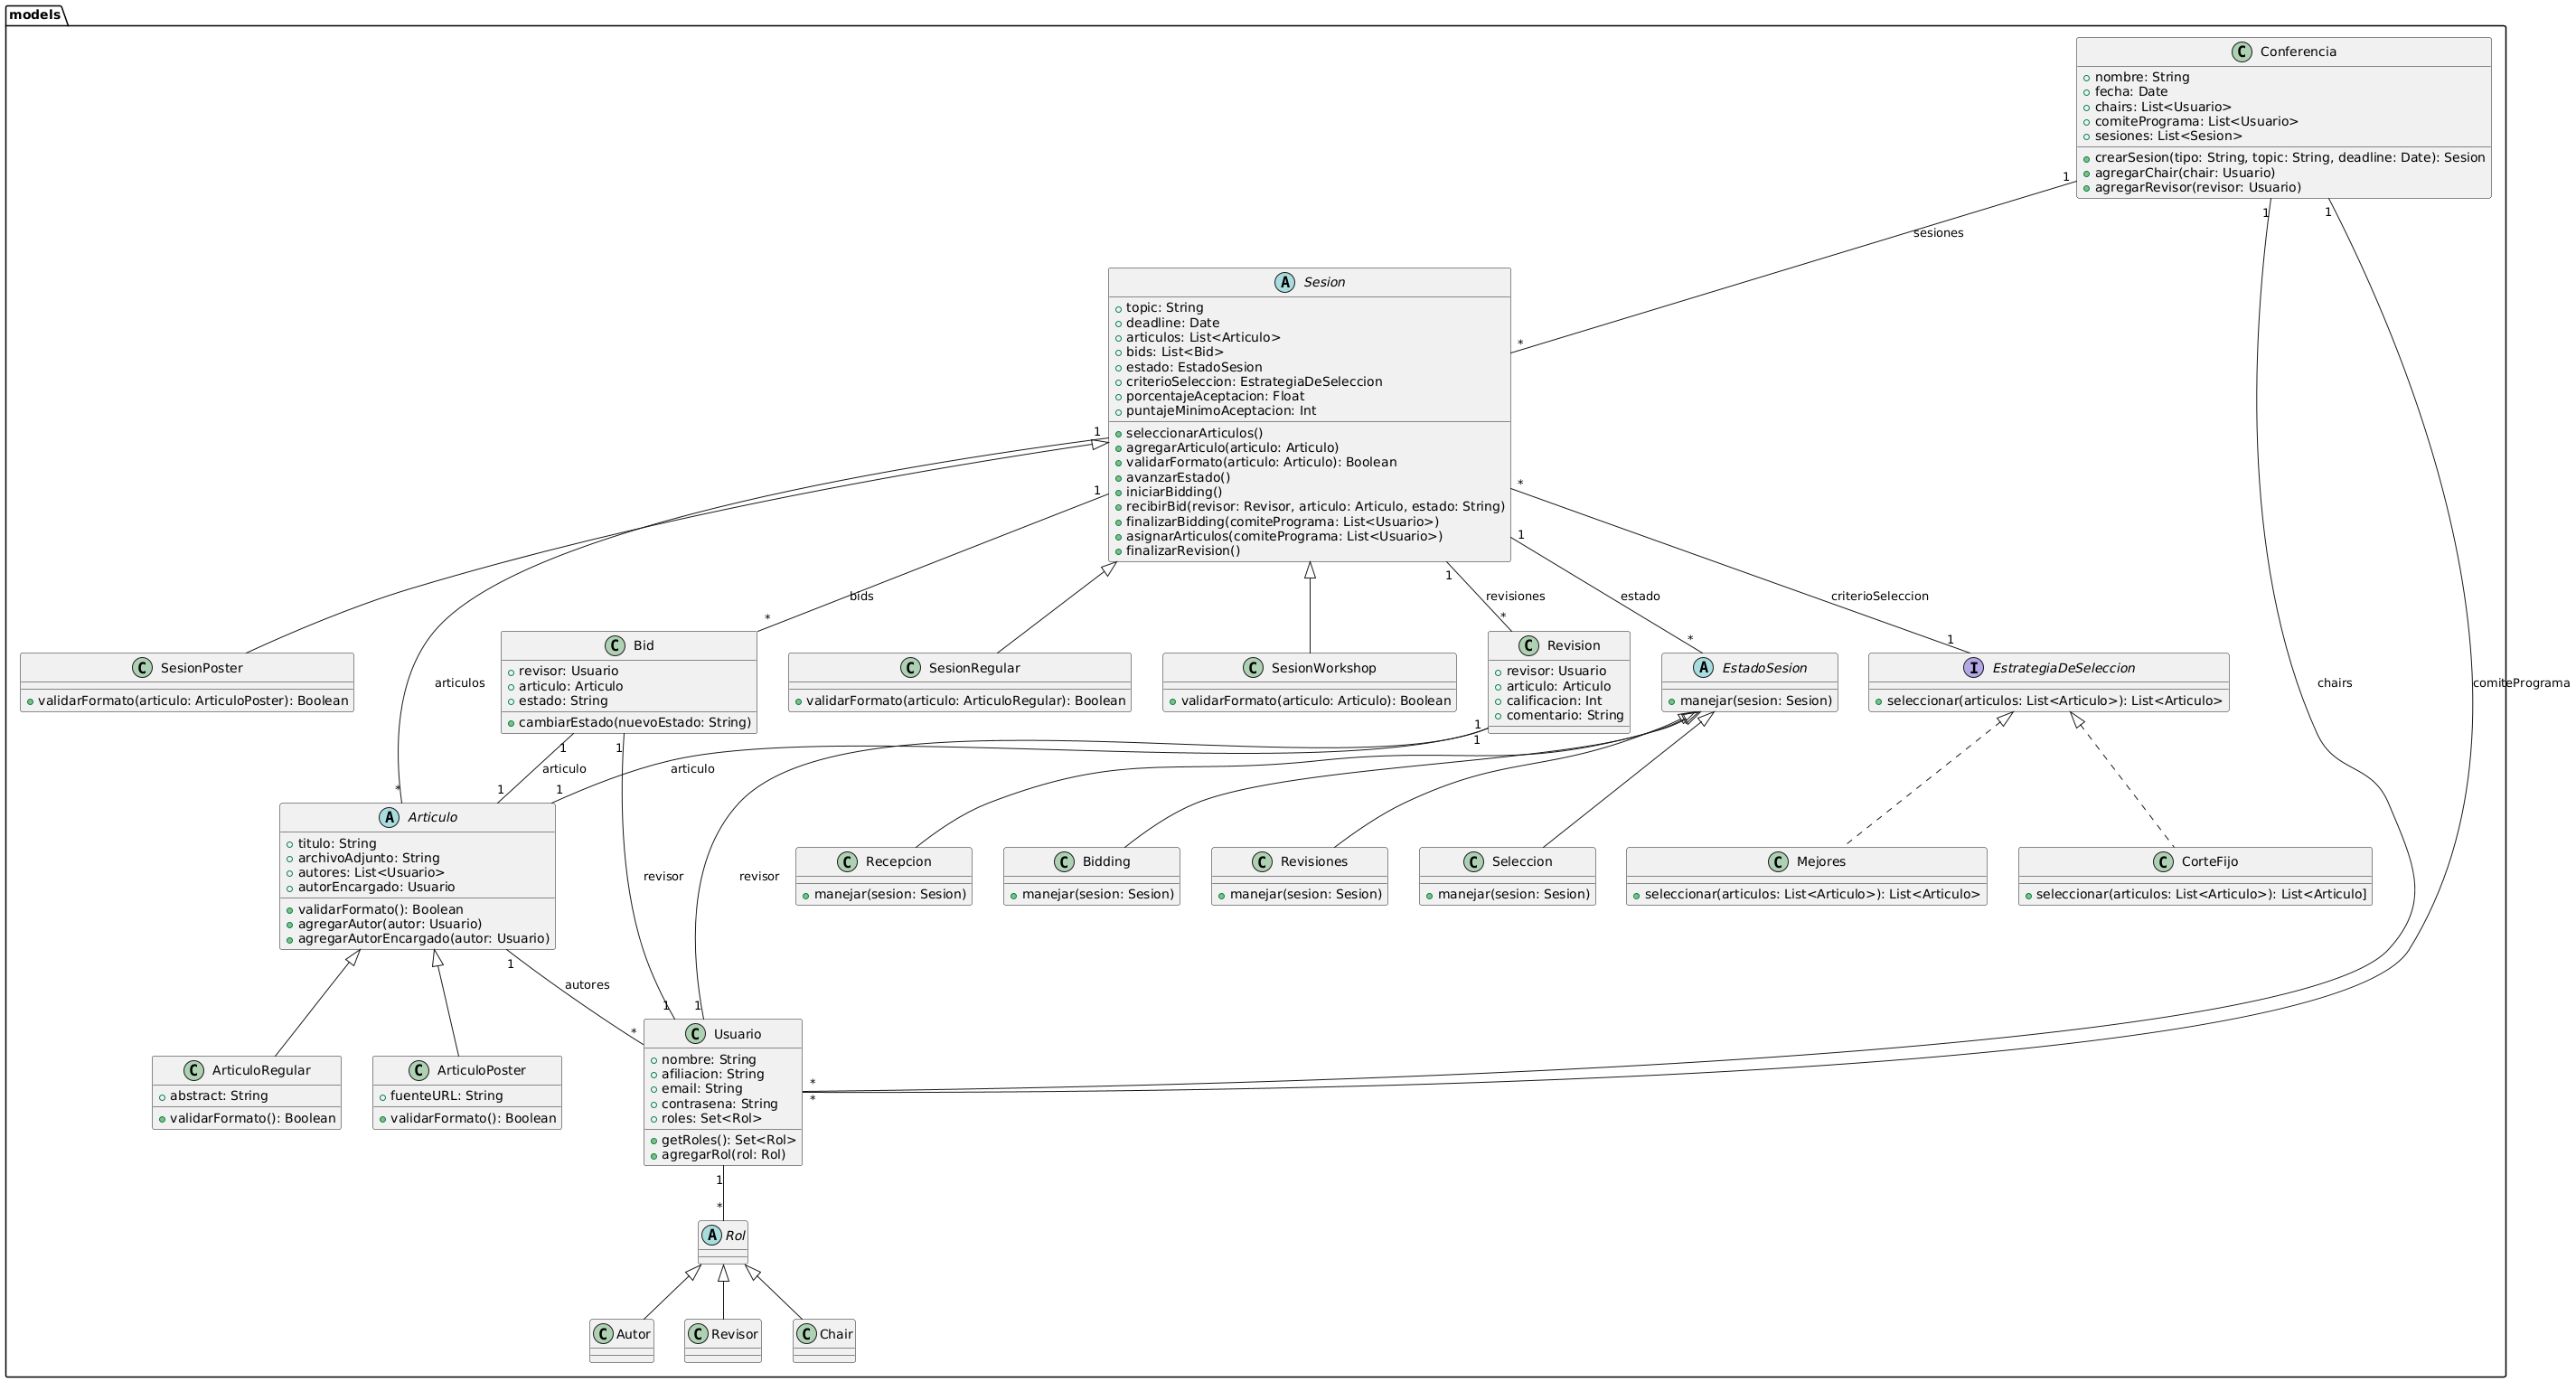 models
C Conferencia
nombre: String
fecha: Date
chairs: List<Usuario>
comitePrograma: List<Usuario>
sesiones: List<Sesion>
crearSesion(tipo: String, topic: String, deadline: Date): Sesion
agregarChair(chair: Usuario)
agregarRevisor(revisor: Usuario)
1
1
1
sesiones
*
A Sesion
topic: String
deadline: Date
articulos: List<Articulo>
bids: List<Bid>
estado: EstadoSesion
criterioSeleccion: EstrategiaDeSeleccion
porcentajeAceptacion: Float
puntajeMinimoAceptacion: Int
seleccionarArticulos()
agregarArticulo(articulo: Articulo)
validarFormato(articulo: Articulo): Boolean
avanzarEstado()
iniciarBidding()
recibirBid(revisor: Revisor, articulo: Articulo, estado: String)
finalizarBidding(comitePrograma: List<Usuario>)
asignarArticulos(comitePrograma: List<Usuario>)
finalizarRevision()
1
1
*
1
1
bids
revisiones
estado
criterioSeleccion
*
*
*
1
C SesionPoster
validarFormato(articulo: ArticuloPoster): Boolean
articulos
C Bid
revisor: Usuario
articulo: Articulo
estado: String
cambiarEstado(nuevoEstado: String)
C SesionRegular
validarFormato(articulo: ArticuloRegular): Boolean
C SesionWorkshop
validarFormato(articulo: Articulo): Boolean
C Revision
revisor: Usuario
articulo: Articulo
calificacion: Int
comentario: String
A EstadoSesion
manejar(sesion: Sesion)
I EstrategiaDeSeleccion
seleccionar(articulos: List<Articulo>): List<Articulo>
chairs
comitePrograma
1
1
1
1
articulo
articulo
*
1
1
A Articulo
titulo: String
archivoAdjunto: String
autores: List<Usuario>
autorEncargado: Usuario
validarFormato(): Boolean
agregarAutor(autor: Usuario)
agregarAutorEncargado(autor: Usuario)
revisor
revisor
C Recepcion
manejar(sesion: Sesion)
C Bidding
manejar(sesion: Sesion)
C Revisiones
manejar(sesion: Sesion)
C Seleccion
manejar(sesion: Sesion)
C Mejores
seleccionar(articulos: List<Articulo>): List<Articulo>
C CorteFijo
seleccionar(articulos: List<Articulo>): List<Articulo]
1
autores
*
1
1
C ArticuloRegular
abstract: String
validarFormato(): Boolean
C ArticuloPoster
fuenteURL: String
validarFormato(): Boolean
C Usuario
nombre: String
afiliacion: String
email: String
contrasena: String
roles: Set<Rol>
getRoles(): Set<Rol>
agregarRol(rol: Rol)
*
*
1
*
A Rol
C Autor
C Revisor
C Chair